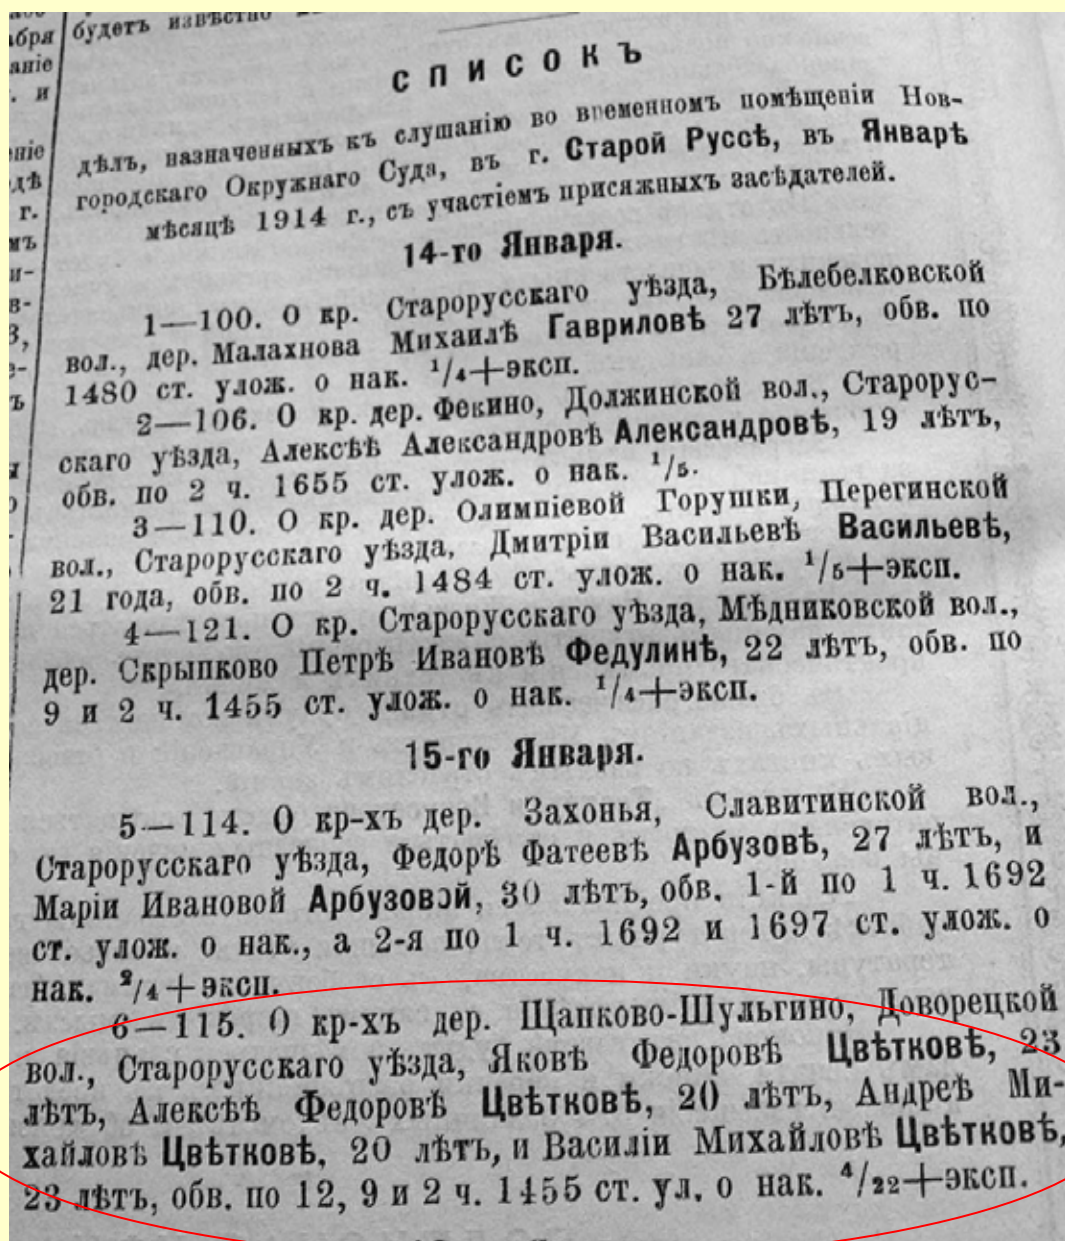 абря
аніе
. и
ніе
дѣ
г.
мъ
и-
в-
3,
е-
ъ
будетъ извѣстно
СПИСОКЪ
дѣлъ, назначенныхъ къ слушанію во временномъ помѣщеніи Нов-
городскаго Окружнаго Суда, въ г. Старой Руссѣ, въ Январѣ
мѣсяцѣ 1914 г., съ участіемъ присяжныхъ засѣдателей.
14-го Января.
1—100. О кр. Старорусскаго уѣзда, Бѣлебелковской
вол., дер. Малахнова Михаилѣ Гавриловѣ 27 лѣтъ, обв. по
1480 ст. улож. о нак. 1/4+эксп.
2—106. О кр. дер. Фекино, Должинской вол., Старорус-
скаго уѣзда, Алексѣѣ Александровѣ Александровѣ, 19 лѣтъ,
обв. по 2 ч. 1655 ст. улож. о нак. 1/5.
3—110. О кр. дер. Олимпіевой Горушки, Перегинской
вол., Старорусскаго уѣзда, Дмитріи Васильевѣ Васильевѣ,
21 года, обв. по 2 ч. 1484 ст. улож. о нак. 1/5+эксп.
4—121. О кр. Старорусскаго уѣзда, Мѣдниковской вол.,
дер. Скрыпково Петрѣ Ивановѣ Федулинѣ, 22 лѣтъ, обв. по
9 и 2 ч. 1455 ст. улож. о нак. 1/4+эксп.
15-го Января.
5—114. О кр-хъ дер. Захонья, Славитинской вол.,
Старорусскаго уѣзда, Федорѣ Фатеевѣ Арбузовѣ, 27 лѣтъ, и
Маріи Ивановой Арбузовой, 30 лѣтъ, обв. 1-й по 1 ч. 1692
ст. улож. о нак., а 2-я по 1 ч. 1692 и 1697 ст. улож. о
нак. 2/4+эксп.
6—115. О кр-хъ дер. Щапково-Шульгино, Доворецкой
вол., Старорусскаго уѣзда, Яковѣ Федоровѣ Цвѣтковѣ, 23
лѣтъ, Алексѣѣ Федоровѣ Цвѣтковѣ, 20 лѣтъ, Андреѣ Ми-
хайловѣ Цвѣтковѣ, 20 лѣтъ, и Василіи Михайловѣ Цвѣтковѣ,
23 лѣтъ, обв. по 12, 9 и 2 ч. 1455 ст. ул. о нак. 4/22+эксп.